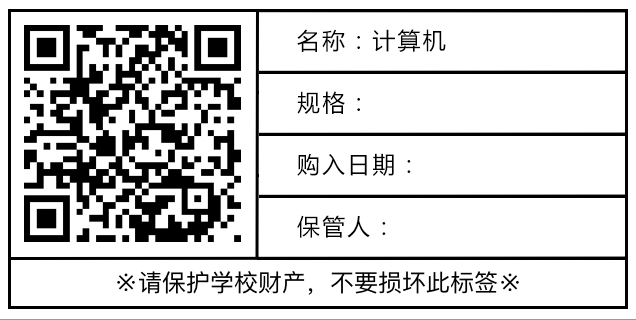 名称：计算机
规格：
购入日期：
保管人：
※请保护学校财产，不要损坏此标签※